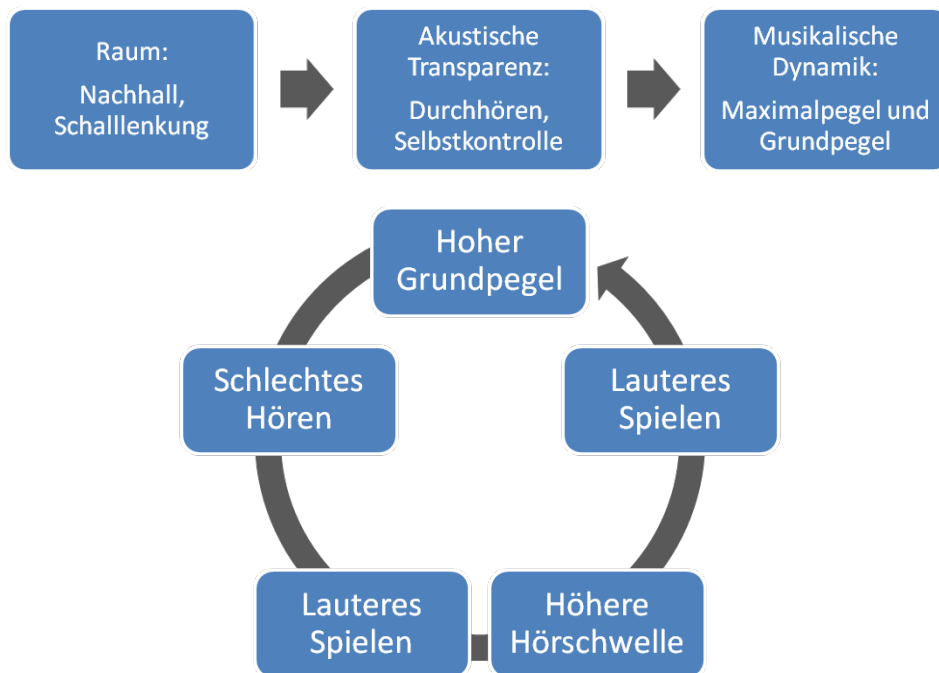 Raum:
Nachhall,
Schalllenkung
Akustische
Transparenz:
Durchhören,
Selbstkontrolle
Musikalische
Dynamik:
Maximalpegel und
Grundpegel
Hoher
Grundpegel
Schlechtes
Hören
Lauteres
Spielen
Lauteres
Spielen
Höhere
Hörschwelle